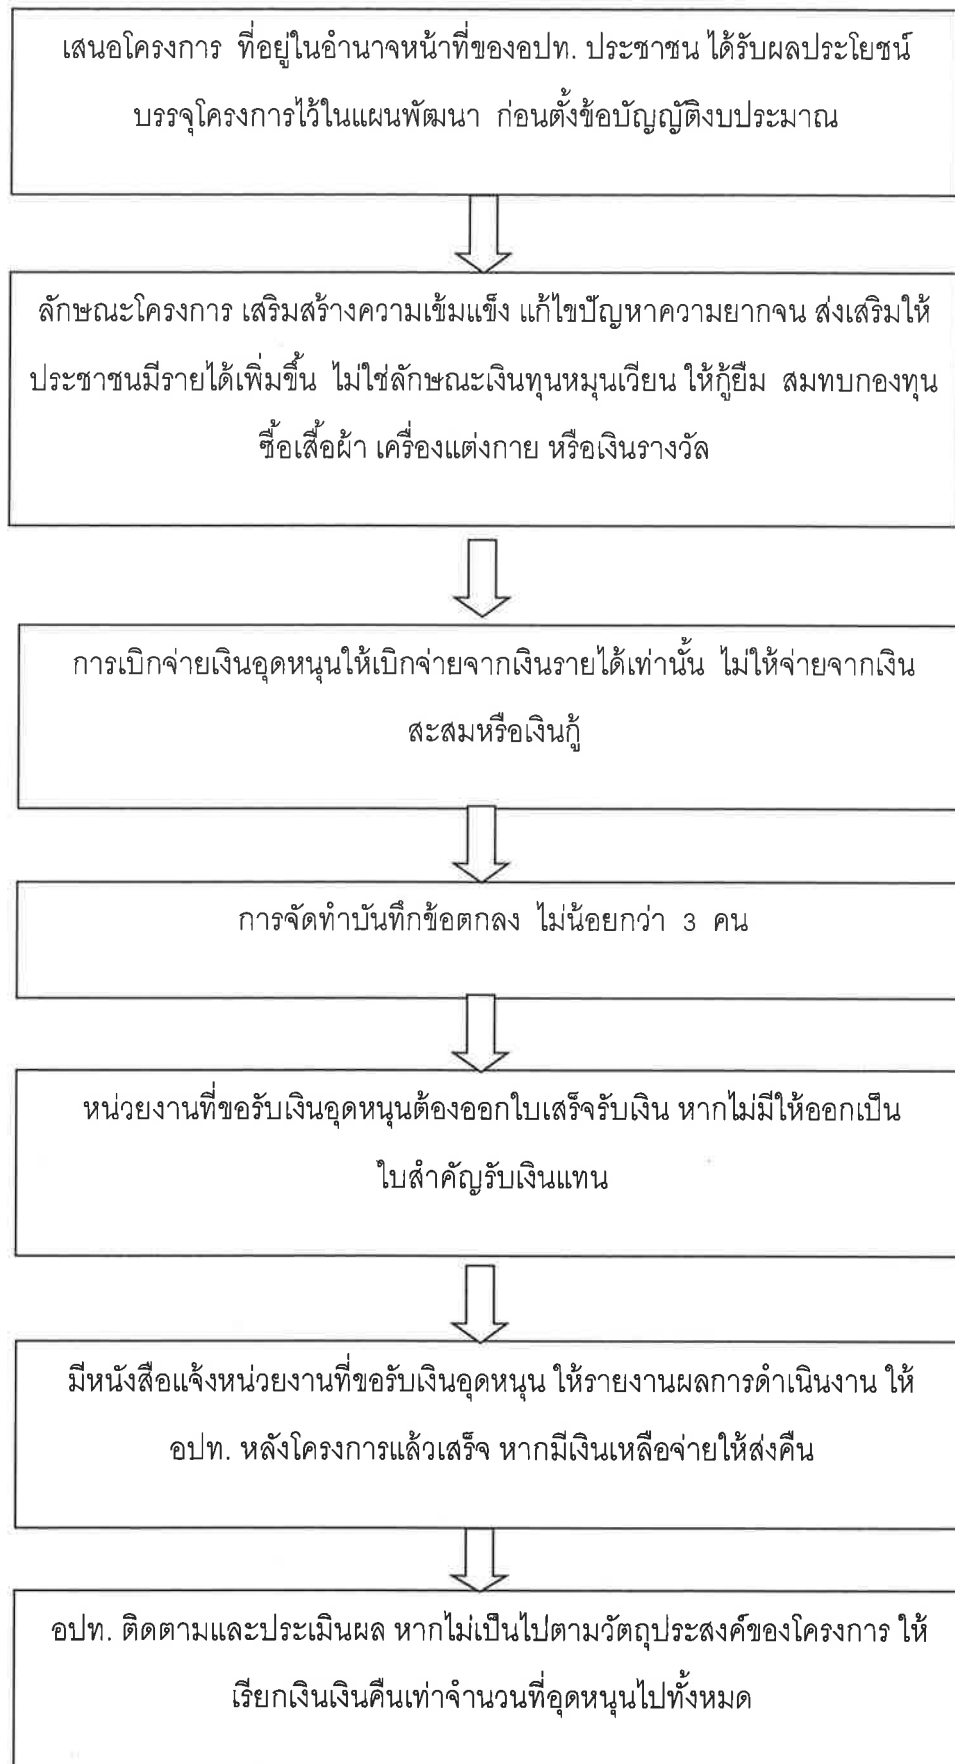 เสนอโครงการ ที่อยู่ในอำนาจหน้าที่ของอปท. ประชาชน ได้รับผลประโยชน์
บรรจุโครงการไว้ในแผนพัฒนา ก่อนตั้งข้อบัญญัติงบประมาณ
ลักษณะโครงการ เสริมสร้างความเข้มแข็ง แก้ไขปัญหาความยากจน ส่งเสริมให้
ประชาชนมีรายได้เพิ่มขึ้น ไม่ใช่ลักษณะเงินทุนหมุนเวียน ให้กู้ยืม สมทบกองทุน
ซื้อเสื้อผ้า เครื่องแต่งกาย หรือเงินรางวัล
การเบิกจ่ายเงินอุดหนุนให้เบิกจ่ายจากเงินรายได้เท่านั้น ไม่ให้จ่ายจากเงิน
สะสมหรือเงินกู้
การจัดทำบันทึกข้อตกลง ไม่น้อยกว่า 3 คน
หน่วยงานที่ขอรับเงินอุดหนุนต้องออกใบเสร็จรับเงิน หากไม่มีให้ออกเป็น
ใบสำคัญรับเงินแทน
มีหนังสือแจ้งหน่วยงานที่ขอรับเงินอุดหนุน ให้รายงานผลการดำเนินงาน ให้
อปท. หลังโครงการแล้วเสร็จ หากมีเงินเหลือจ่ายให้ส่งคืน
อปท. ติดตามและประเมินผล หากไม่เป็นไปตามวัตถุประสงค์ของโครงการ ให้
เรียกเงินเงินคืนเท่าจำนวนที่อุดหนุนไปทั้งหมด